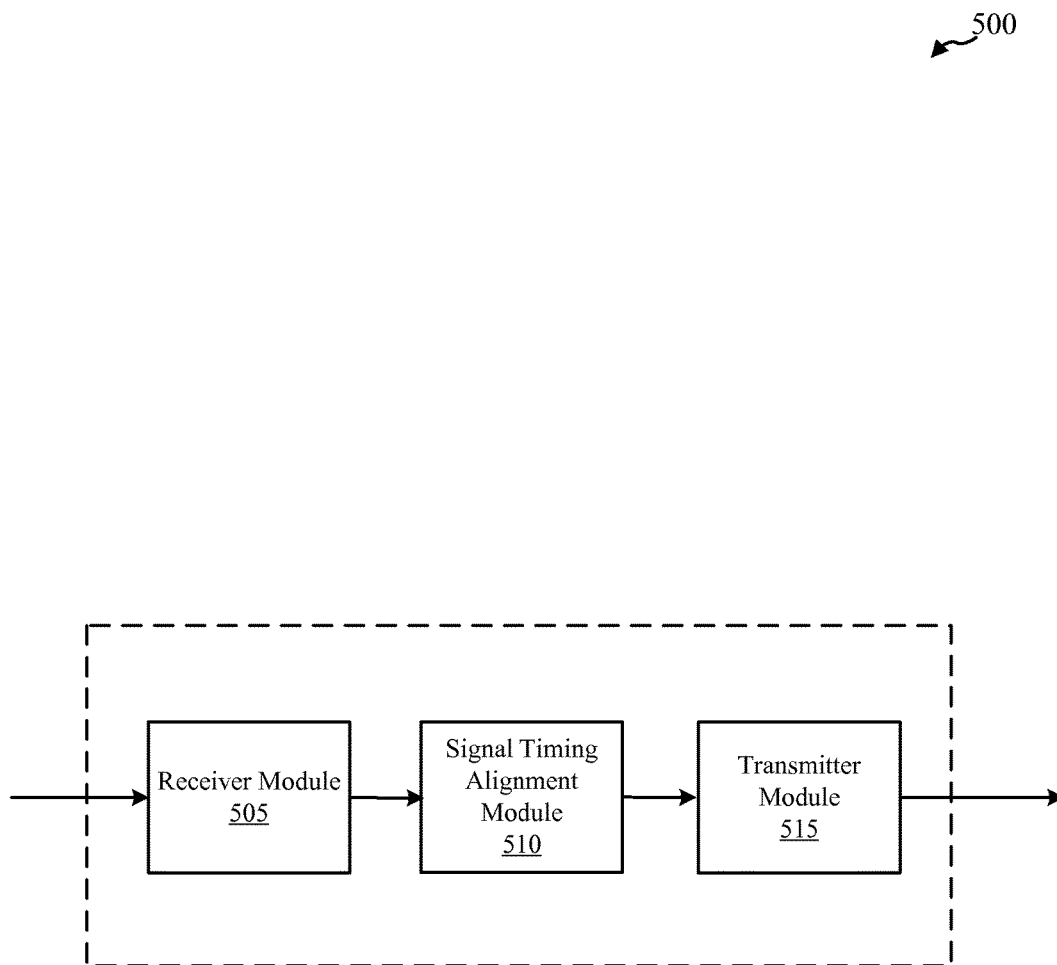 500
Receiver Module
505
Signal Timing
Alignment
Module
510
Transmitter
Module
515